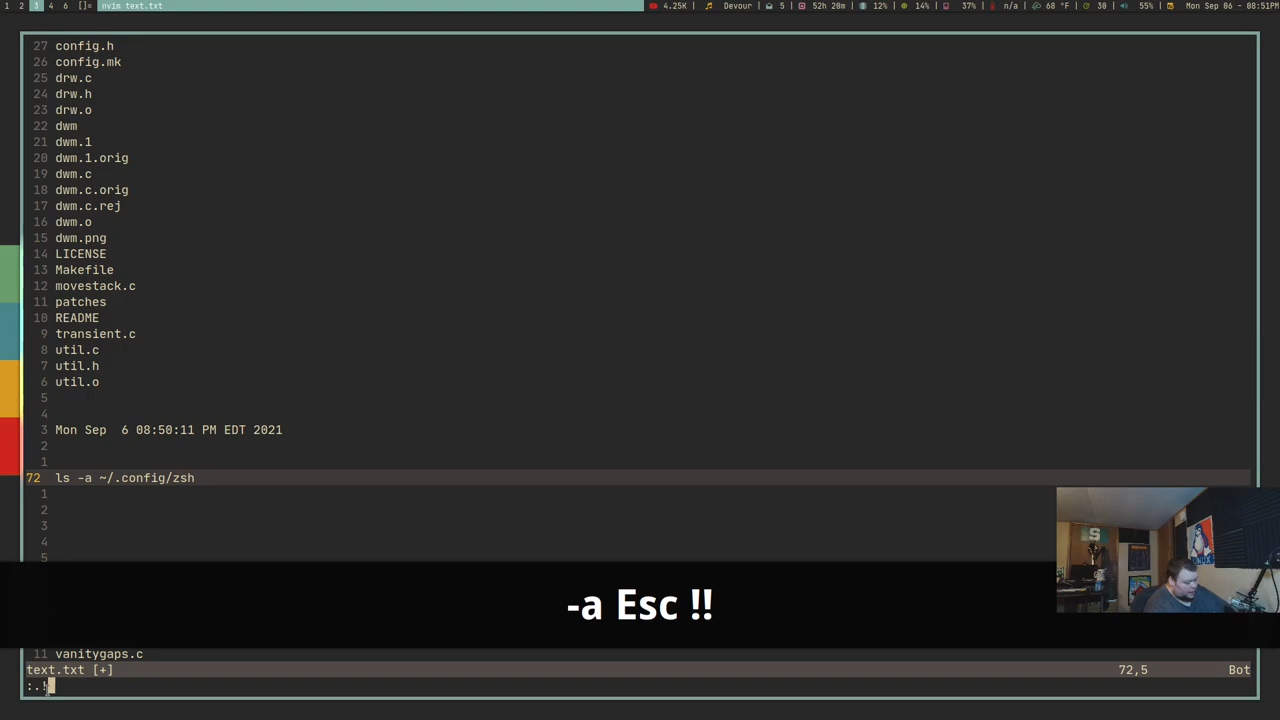 1 2 3 4 6 []= nvim text.txt 4.25K | Devour | 5 | 52h 20m | 12% | 14% | 37% | n/a | 68 °F | 30 | 55% | Mon Sep 06 - 08:51PM
27 config.h
26 config.mk
25 drw.c
24 drw.h
23 drw.o
22 dwm
21 dwm.1
20 dwm.1.orig
19 dwm.c
18 dwm.c.orig
17 dwm.c.rej
16 dwm.o
15 dwm.png
14 LICENSE
13 Makefile
12 movestack.c
11 patches
10 README
9 transient.c
8 util.c
7 util.h
6 util.o
5
4
3 Mon Sep  6 08:50:11 PM EDT 2021
2
1
72 ls -a ~/.config/zsh
1
2
3
4
5
-a Esc !!
11 vanitygaps.c
text.txt [+] 72,5 Bot
:.!